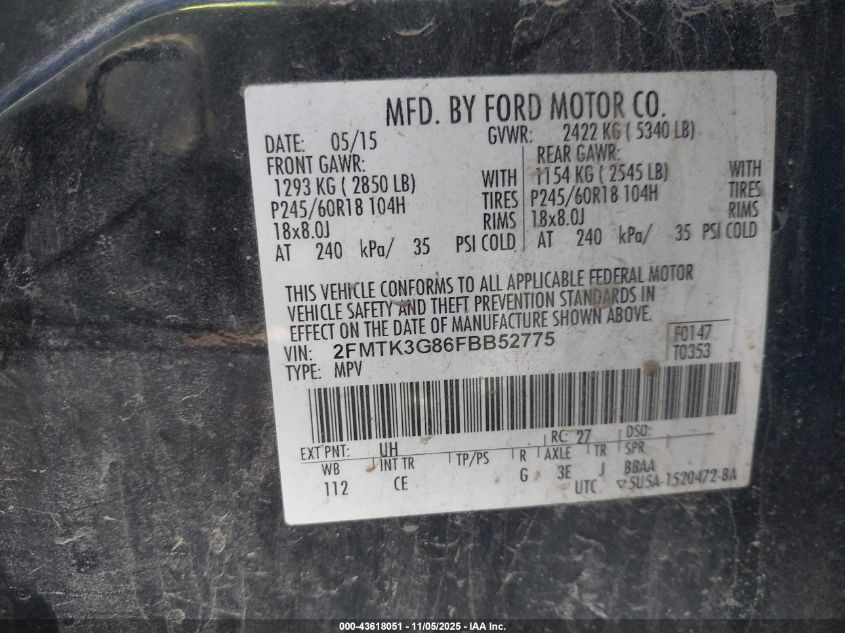 MFD. BY FORD MOTOR CO.
DATE: 05/15 GVWR: 2422 KG ( 5340 LB)
FRONT GAWR: REAR GAWR:
1293 KG ( 2850 LB) WITH 1154 KG ( 2545 LB) WITH
P245/60R18 104H TIRES P245/60R18 104H TIRES
18x8.0J RIMS 18x8.0J RIMS
AT 240 kPa/ 35 PSI COLD AT 240 kPa/ 35 PSI COLD
THIS VEHICLE CONFORMS TO ALL APPLICABLE FEDERAL MOTOR
VEHICLE SAFETY AND THEFT PREVENTION STANDARDS IN
EFFECT ON THE DATE OF MANUFACTURE SHOWN ABOVE.
VIN: 2FMTK3G86FBB52775 F0147
TYPE: MPV T0353
EXT PNT: UH RC: 27 DSO:
WB INT TR TP/PS R AXLE TR SPR
112 CE G 3E J BBAA
UTC ▽5U5A-1520472-BA
000-43618051 - 11/05/2025 - IAA Inc.